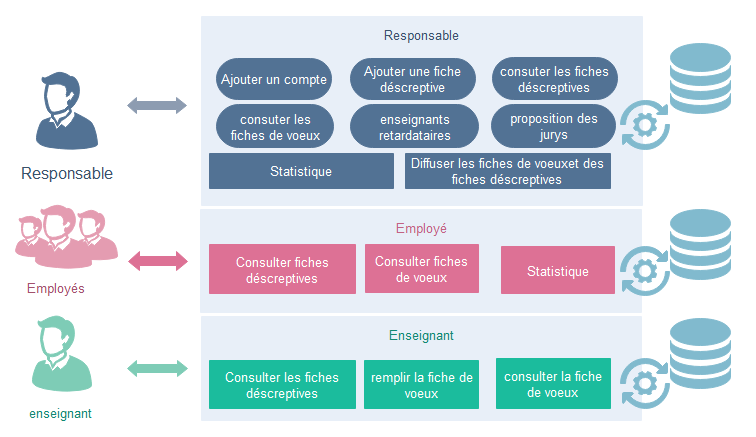 Responsable
Ajouter un compte
Ajouter une fiche
déscreptive
consuter les fiches
déscreptives
consuter les
fiches de voeux
enseignants
retardataires
proposition des
jurys
Statistique
Diffuser les fiches de voeuxet des
fiches déscreptives
Responsable
Employé
Consulter fiches
déscreptives
Consulter fiches
de voeux
Statistique
Employés
Enseignant
Consulter les fiches
déscreptives
remplir la fiche de
voeux
consulter la fiche
de voeux
enseignant